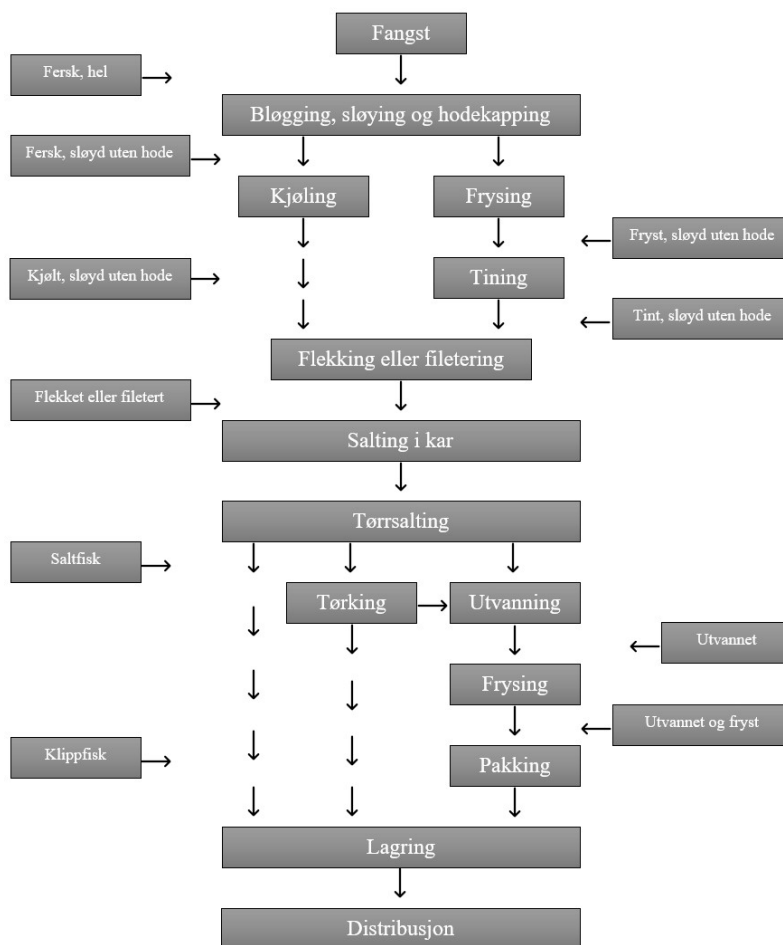 Fangst
Fersk, hel
Bløgging, sløying og hodekapping
Fersk, sløyd uten hode
Kjøling
Frysing
Fryst, sløyd uten hode
Kjølt, sløyd uten hode
Tining
Tint, sløyd uten hode
Flekking eller filetering
Flekket eller filetert
Salting i kar
Tørrsalting
Saltfisk
Tørking
Utvanning
Utvannet
Frysing
Utvannet og fryst
Klippfisk
Pakking
Lagring
Distribusjon